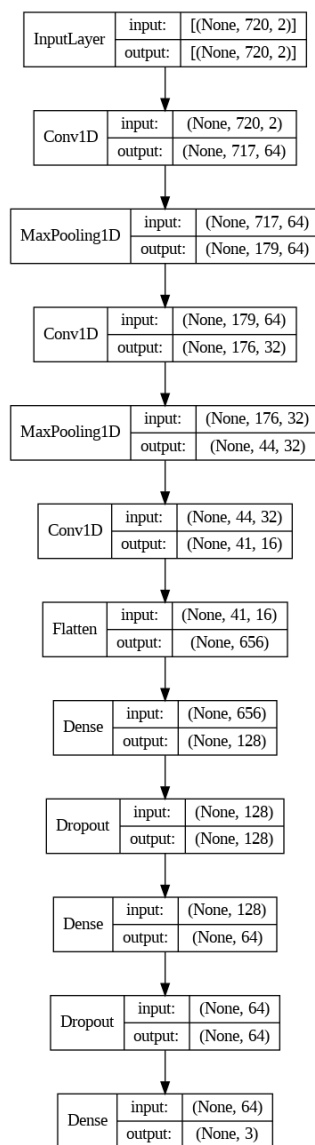 InputLayer
input: [(None, 720, 2)]
output: [(None, 720, 2)]
Conv1D
input: (None, 720, 2)
output: (None, 717, 64)
MaxPooling1D
input: (None, 717, 64)
output: (None, 179, 64)
Conv1D
input: (None, 179, 64)
output: (None, 176, 32)
MaxPooling1D
input: (None, 176, 32)
output: (None, 44, 32)
Conv1D
input: (None, 44, 32)
output: (None, 41, 16)
Flatten
input: (None, 41, 16)
output: (None, 656)
Dense
input: (None, 656)
output: (None, 128)
Dropout
input: (None, 128)
output: (None, 128)
Dense
input: (None, 128)
output: (None, 64)
Dropout
input: (None, 64)
output: (None, 64)
Dense
input: (None, 64)
output: (None, 3)